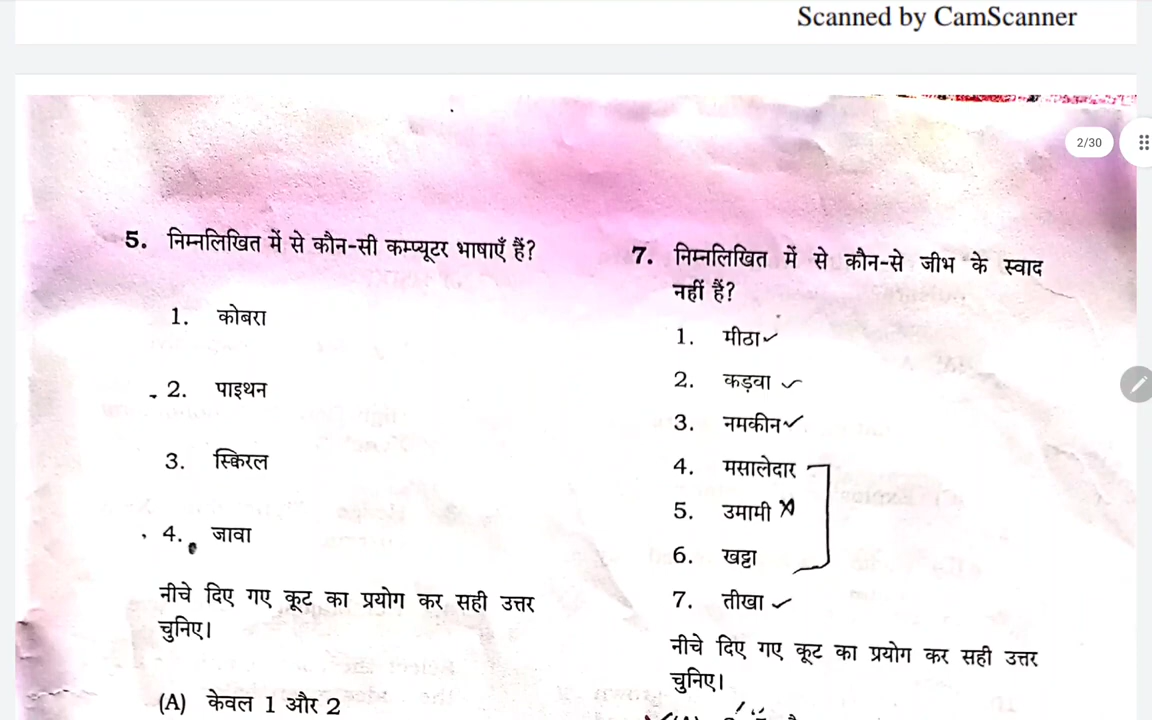 Scanned by CamScanner
2/30
5. निम्नलिखित में से कौन-सी कम्प्यूटर भाषाएँ हैं?
1. कोबरा
2. पाइथन
3. स्क्विरल
4. जावा
नीचे दिए गए कूट का प्रयोग कर सही उत्तर
चुनिए।
(A) केवल 1 और 2
7. निम्नलिखित में से कौन-से जीभ के स्वाद
नहीं हैं?
1. मीठा
2. कड़वा
3. नमकीन
4. मसालेदार
5. उमामी
6. खट्टा
7. तीखा
नीचे दिए गए कूट का प्रयोग कर सही उत्तर
चुनिए।